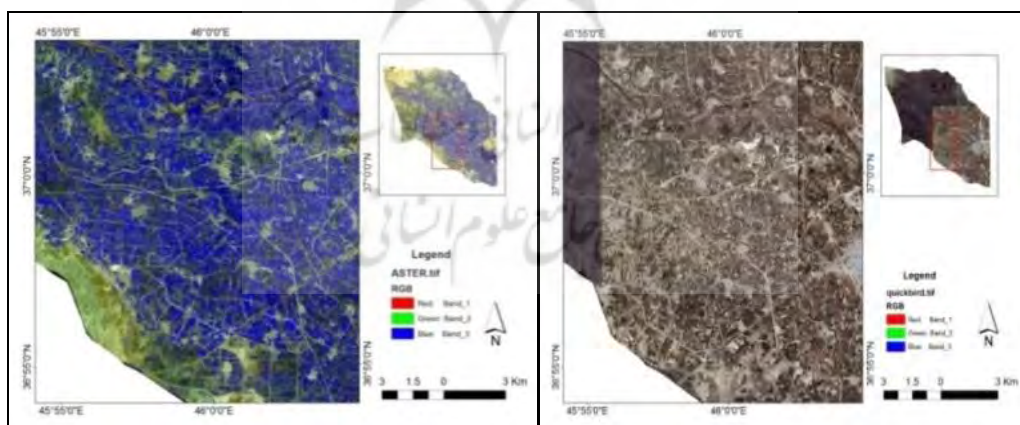 45°55'0"E
46°0'0"E
37°0'0"N
36°55'0"N
Legend
ASTER.tif
RGB
Red: Band_1
Green: Band_2
Blue: Band_3
N
3 1.5 0 3 Km
45°55'0"E
46°0'0"E
45°55'0"E
46°0'0"E
37°0'0"N
36°55'0"N
Legend
quickbird.tif
RGB
Red: Band_1
Green: Band_2
Blue: Band_3
N
3 1.5 0 3 Km
45°55'0"E
46°0'0"E
علوم انسانی